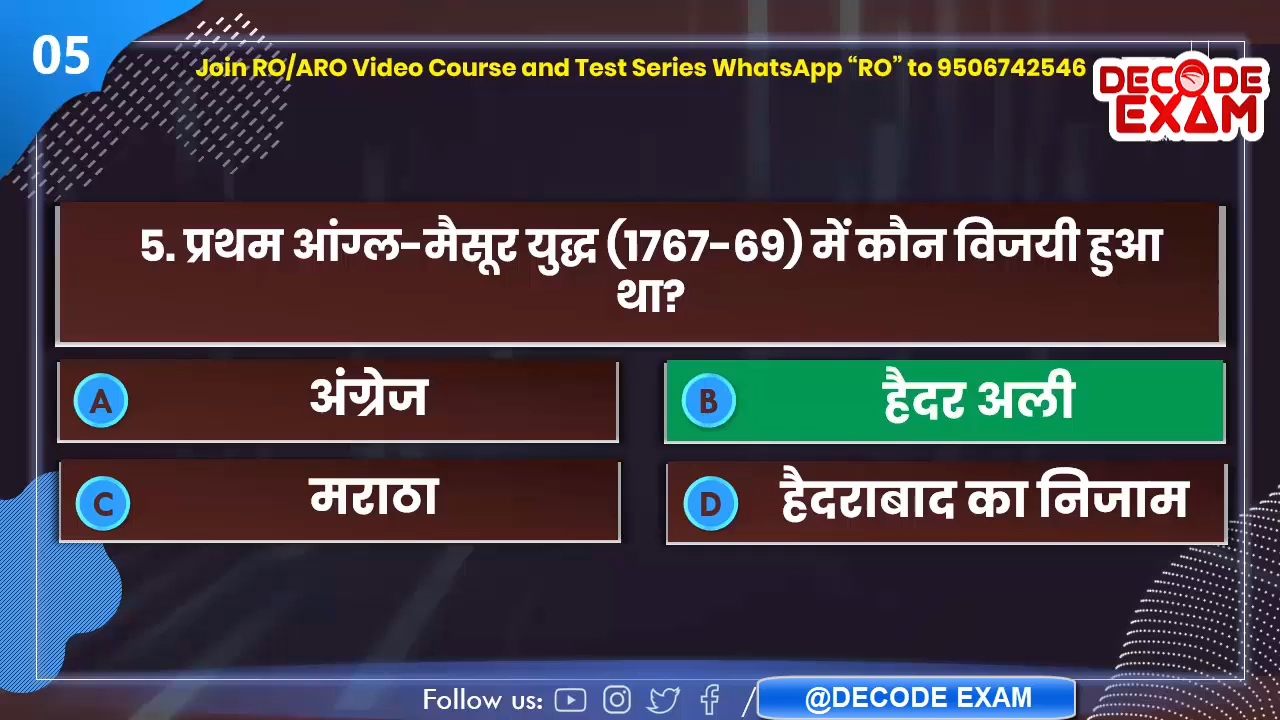 05
Join RO/ARO Video Course and Test Series WhatsApp “RO” to 9506742546
DECODE
EXAM
5. प्रथम आंग्ल-मैसूर युद्ध (1767-69) में कौन विजयी हुआ
था?
A अंग्रेज
B हैदर अली
C मराठा
D हैदराबाद का निजाम
Follow us: / @DECODE EXAM